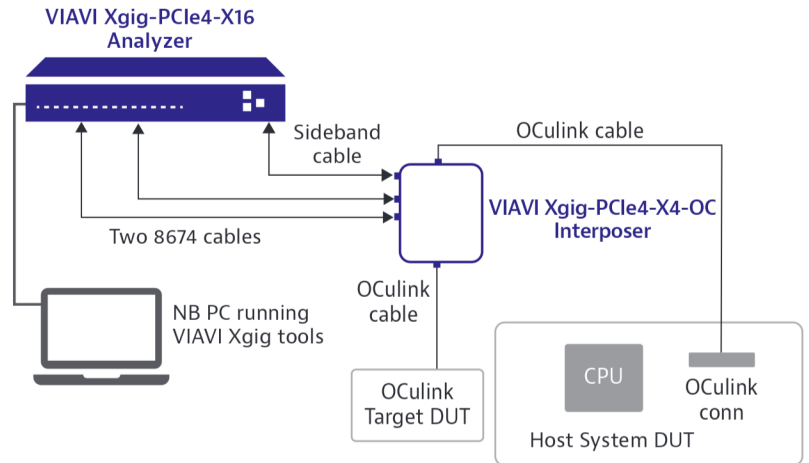 VIAVI Xgig-PCIe4-X16
Analyzer
Sideband
cable
OCulink cable
VIAVI Xgig-PCIe4-X4-OC
Interposer
Two 8674 cables
OCulink
cable
NB PC running
VIAVI Xgig tools
OCulink
Target DUT
CPU
OCulink
conn
Host System DUT